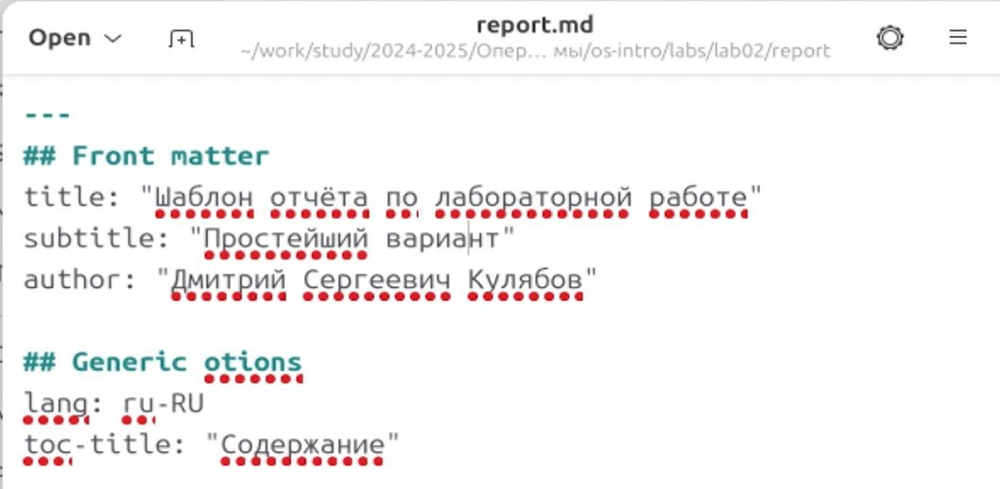 Open
report.md
~/work/study/2024-2025/Опер... мы/os-intro/labs/lab02/report
---
## Front matter
title: "Шаблон отчёта по лабораторной работе"
subtitle: "Простейший вариант"
author: "Дмитрий Сергеевич Кулябов"
## Generic otions
lang: ru-RU
toc-title: "Содержание"